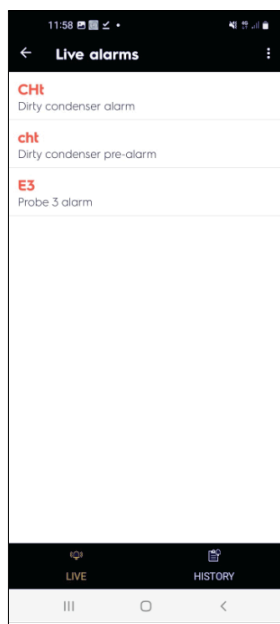 11:58
Live alarms
CHt
Dirty condenser alarm
cht
Dirty condenser pre-alarm
E3
Probe 3 alarm
LIVE
HISTORY